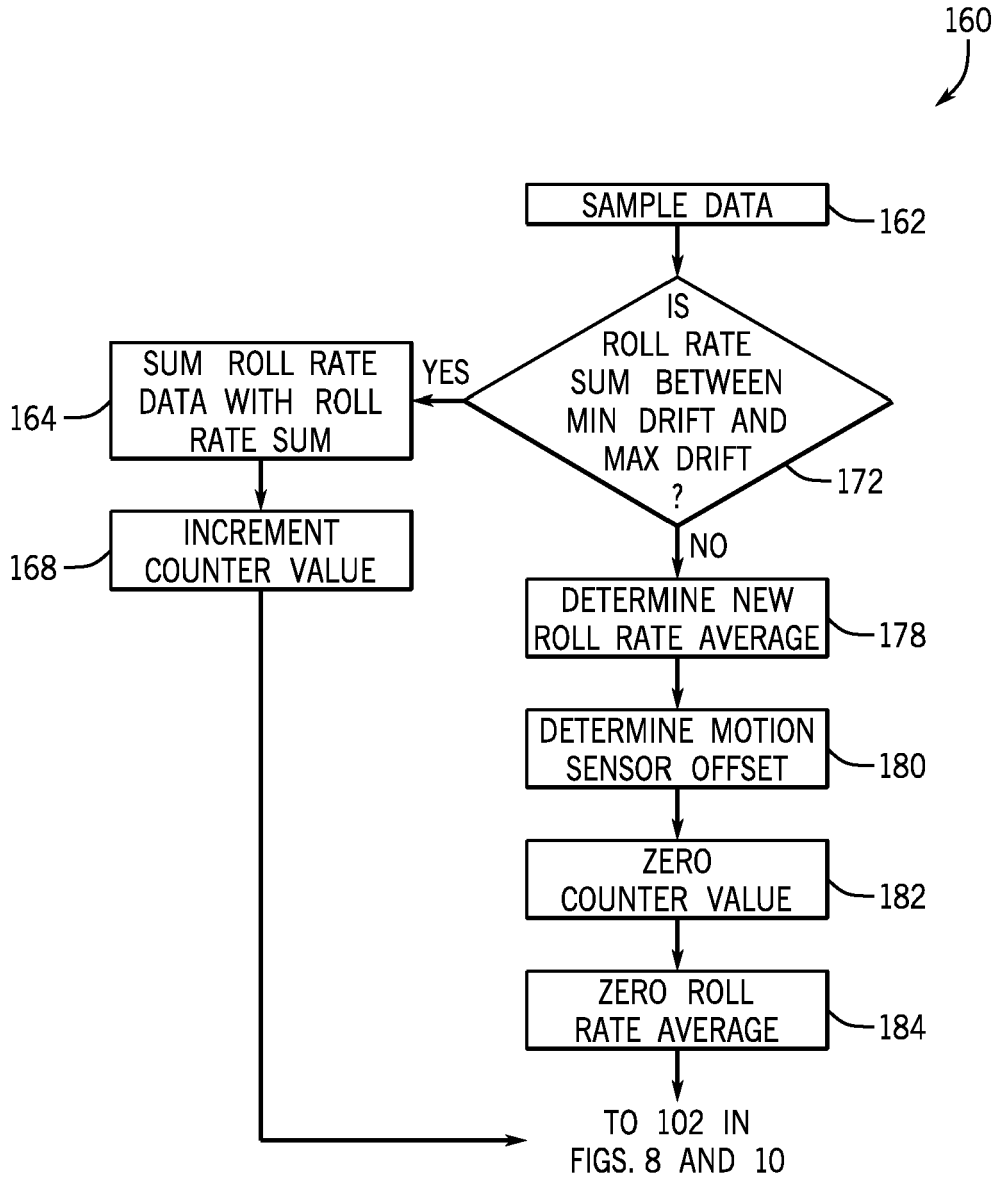 160
SAMPLE DATA
162
IS
ROLL RATE
SUM BETWEEN
MIN DRIFT AND
MAX DRIFT
?
172
YES
SUM ROLL RATE
DATA WITH ROLL
RATE SUM
164
INCREMENT
COUNTER VALUE
168
NO
DETERMINE NEW
ROLL RATE AVERAGE
178
DETERMINE MOTION
SENSOR OFFSET
180
ZERO
COUNTER VALUE
182
ZERO ROLL
RATE AVERAGE
184
TO 102 IN
FIGS. 8 AND 10